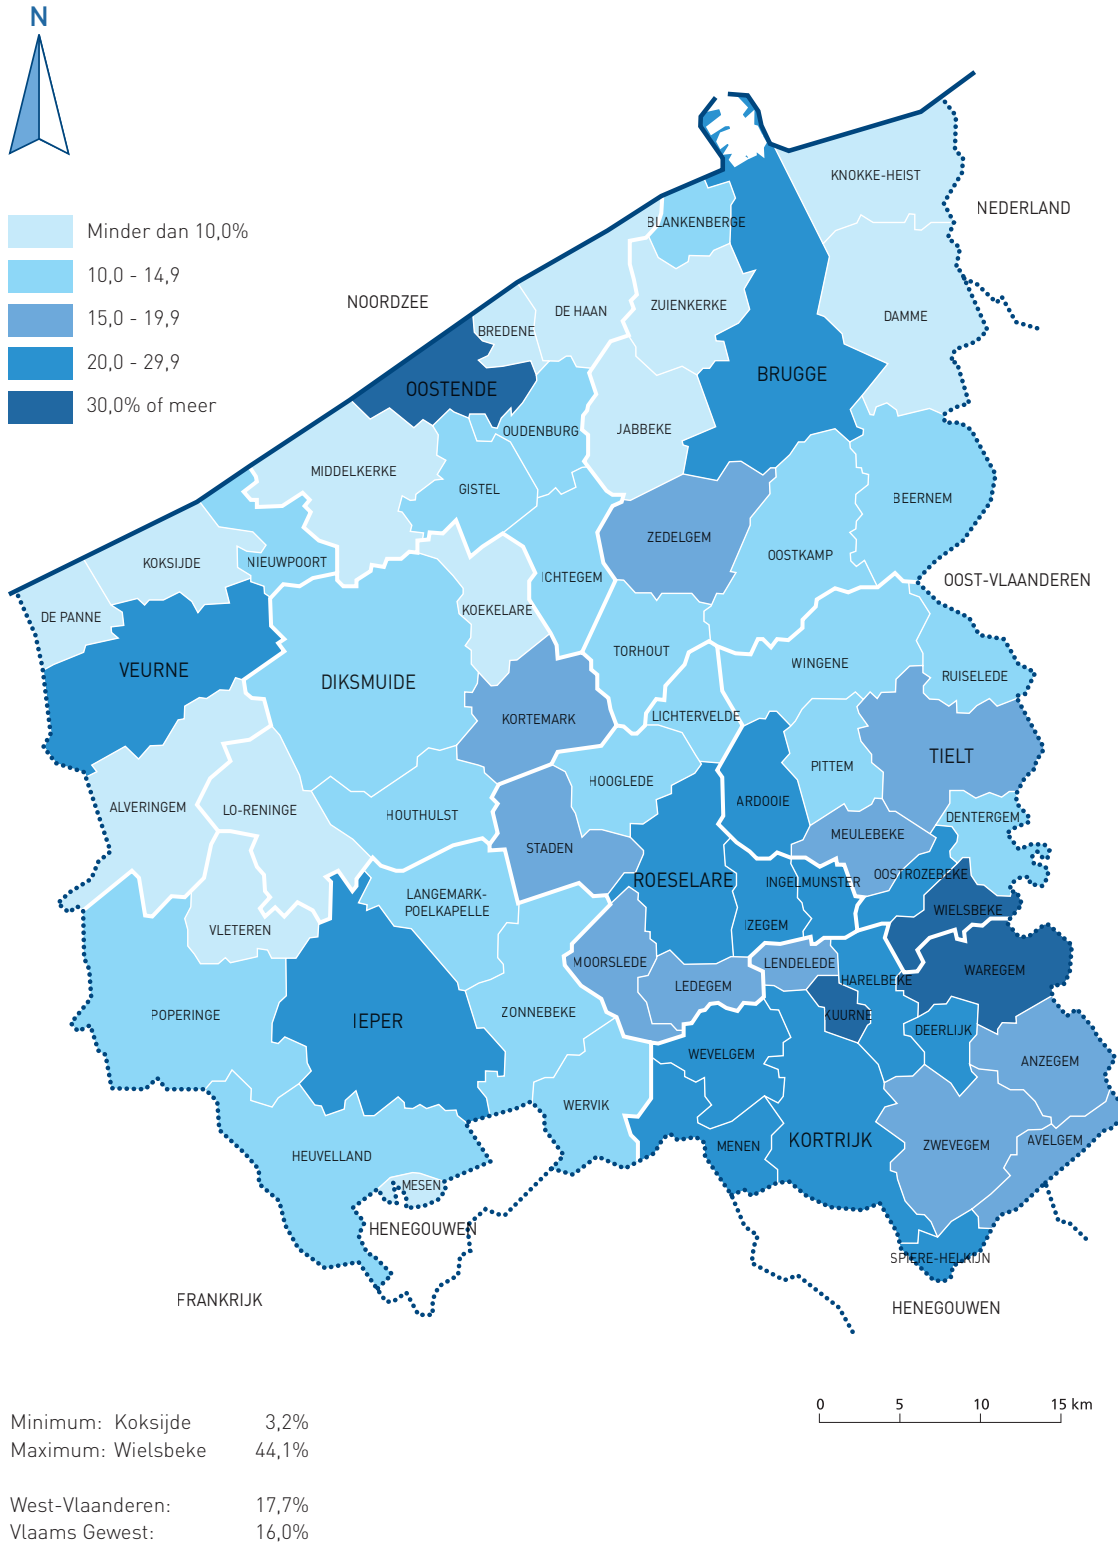 N
Minder dan 10,0%
10,0 - 14,9
15,0 - 19,9
20,0 - 29,9
30,0% of meer
KNOKKE-HEIST
NEDERLAND
BLANKENBERGE
NOORDZEE
ZUIENKERKE
DE HAAN
DAMME
BREDENE
BRUGGE
OOSTENDE
JABBEKE
OUDENBURG
MIDDELKERKE
GISTEL
BEERNEM
ZEDELGEM
OOSTKAMP
KOKSIJDE
NIEUWPOORT
ICHTEGEM
OOST-VLAANDEREN
KOEKELARE
DE PANNE
TORHOUT
WINGENE
VEURNE
RUISELEDE
DIKSMUIDE
LICHTERVELDE
KORTEMARK
TIELT
PITTEM
HOOGLEDE
ARDOOIE
ALVERINGEM
LO-RENINGE
HOUTHULST
DENTERGEM
MEULEBEKE
STADEN
OOSTROZEBEKE
ROESELARE
INGELMUNSTER
LANGEMARK-
POELKAPELLE
WIELSBEKE
IZEGEM
VLETEREN
MOORSLEDE
LENDELEDE
WAREGEM
HARELBEKE
LEDEGEM
ZONNEBEKE
POPERINGE
KUURNE
IEPER
DEERLIJK
WEVELGEM
ANZEGEM
WERVIK
KORTRIJK
AVELGEM
MENEN
ZWEVEGEM
HEUVELLAND
MESEN
HENEGOUWEN
SPIERE-HELKIJN
FRANKRIJK
HENEGOUWEN
0 5 10 15 km
Minimum: Koksijde 3,2%
Maximum: Wielsbeke 44,1%
West-Vlaanderen: 17,7%
Vlaams Gewest: 16,0%